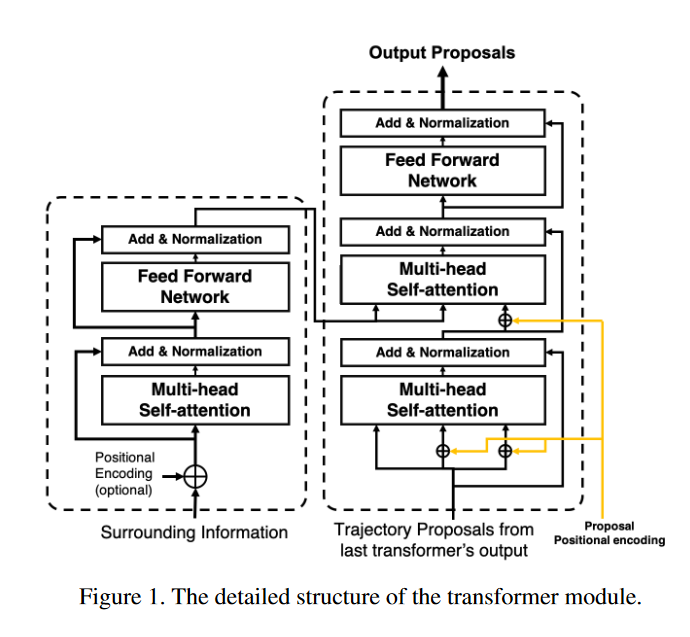 Output Proposals
Add & Normalization
Feed Forward
Network
Add & Normalization
Multi-head
Self-attention
Add & Normalization
Multi-head
Self-attention
Add & Normalization
Feed Forward
Network
Add & Normalization
Multi-head
Self-attention
Positional
Encoding
(optional)
Surrounding Information
Trajectory Proposals from
last transformer's output
Proposal
Positional encoding
Figure 1. The detailed structure of the transformer module.